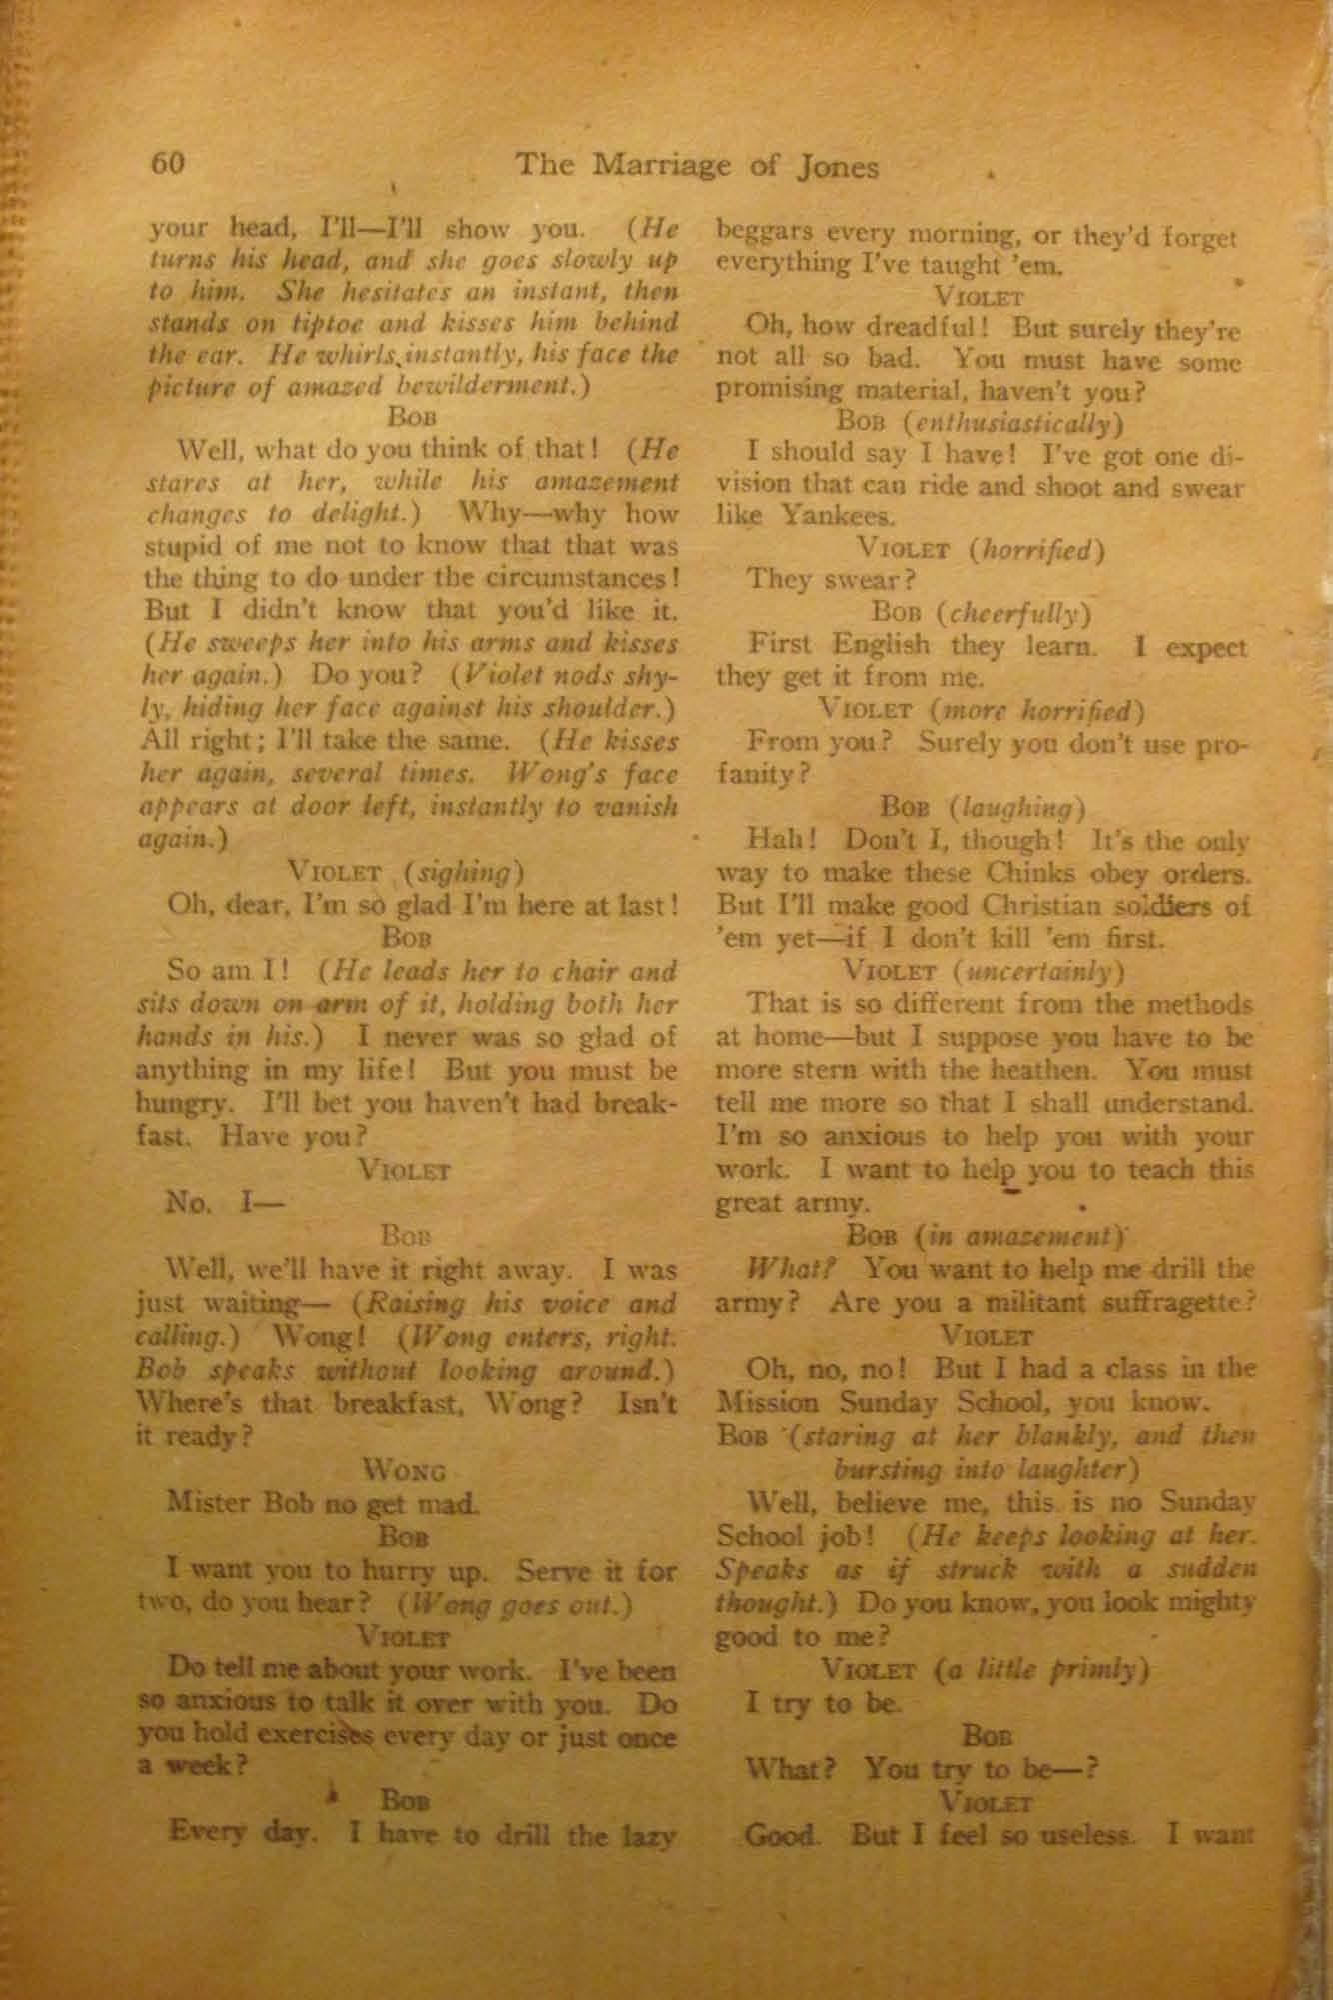 60
The Marriage of Jones
your head, I'll—I'll show you. (He
turns his head, and she goes slowly up
to him. She hesitates an instant, then
stands on tiptoe and kisses him behind
the ear. He whirls instantly, his face the
picture of amazed bewilderment.)
BOB
Well, what do you think of that! (He
stares at her, while his amazement
changes to delight.) Why—why how
stupid of me not to know that that was
the thing to do under the circumstances!
But I didn't know that you'd like it.
(He sweeps her into his arms and kisses
her again.) Do you? (Violet nods shy-
ly, hiding her face against his shoulder.)
All right; I'll take the same. (He kisses
her again, several times. Wong's face
appears at door left, instantly to vanish
again.)
VIOLET (sighing)
Oh, dear, I'm so glad I'm here at last!
BOB
So am I! (He leads her to chair and
sits down on arm of it, holding both her
hands in his.) I never was so glad of
anything in my life! But you must be
hungry. I'll bet you haven't had break-
fast. Have you?
VIOLET
No. I—
BOB
Well, we'll have it right away. I was
just waiting— (Raising his voice and
calling.) Wong! (Wong enters, right.
Bob speaks without looking around.)
Where's that breakfast, Wong? Isn't
it ready?
WONG
Mister Bob no get mad.
BOB
I want you to hurry up. Serve it for
two, do you hear? (Wong goes out.)
VIOLET
Do tell me about your work. I've been
so anxious to talk it over with you. Do
you hold exercises every day or just once
a week?
BOB
Every day. I have to drill the lazy
beggars every morning, or they'd forget
everything I've taught 'em.
VIOLET
Oh, how dreadful! But surely they're
not all so bad. You must have some
promising material, haven't you?
BOB (enthusiastically)
I should say I have! I've got one di-
vision that can ride and shoot and swear
like Yankees.
VIOLET (horrified)
They swear?
BOB (cheerfully)
First English they learn. I expect
they get it from me.
VIOLET (more horrified)
From you? Surely you don't use pro-
fanity?
BOB (laughing)
Hah! Don't I, though! It's the only
way to make these Chinks obey orders.
But I'll make good Christian soldiers of
'em yet—if I don't kill 'em first.
VIOLET (uncertainly)
That is so different from the methods
at home—but I suppose you have to be
more stern with the heathen. You must
tell me more so that I shall understand.
I'm so anxious to help you with your
work. I want to help you to teach this
great army.
BOB (in amazement)
What? You want to help me drill the
army? Are you a militant suffragette?
VIOLET
Oh, no, no! But I had a class in the
Mission Sunday School, you know.
BOB (staring at her blankly, and then
bursting into laughter)
Well, believe me, this is no Sunday
School job! (He keeps looking at her.
Speaks as if struck with a sudden
thought.) Do you know, you look mighty
good to me?
VIOLET (a little primly)
I try to be.
BOB
What? You try to be—?
VIOLET
Good. But I feel so useless. I want